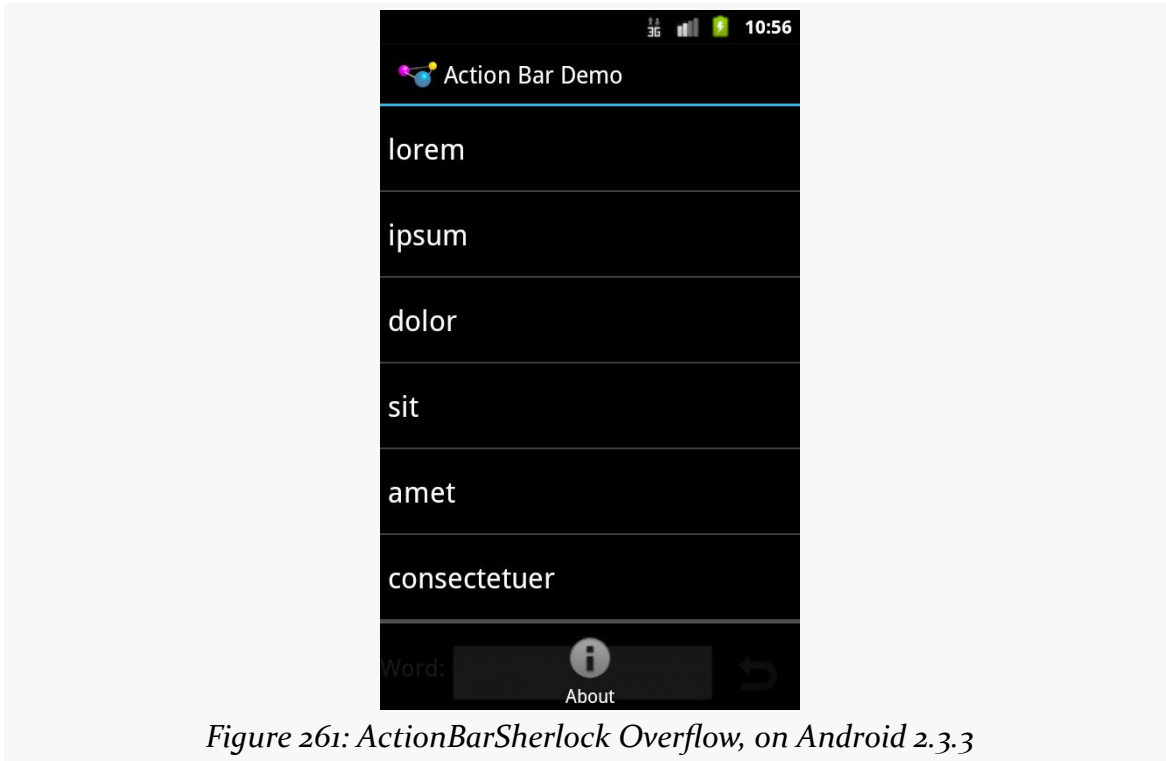 3G 10:56
Action Bar Demo
lorem
ipsum
dolor
sit
amet
consectetuer
Word:
About
Figure 261: ActionBarSherlock Overflow, on Android 2.3.3